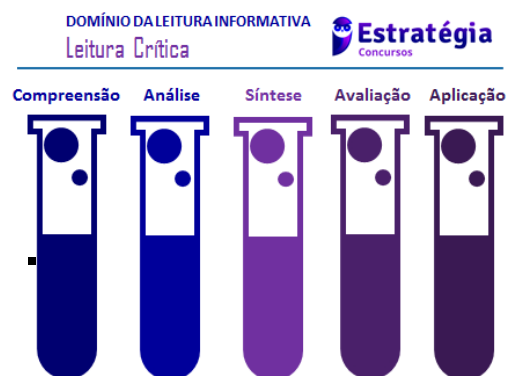 DOMÍNIO DA LEITURA INFORMATIVA
Leitura Crítica
Estratégia
Concursos
Compreensão Análise Síntese Avaliação Aplicação